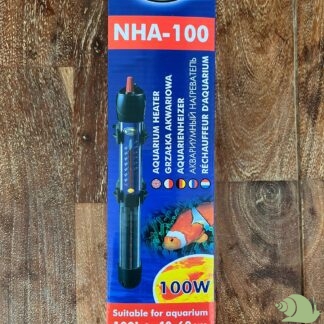 NHA-100
AQUARIUM HEATER
GRZAŁKA AKWARIOWA
AQUARIENHEIZER
АКВАРИУМНЫЙ НАГРЕВАТЕЛЬ
RÉCHAUFFEUR D'AQUARIUM
100W
Suitable for aquarium